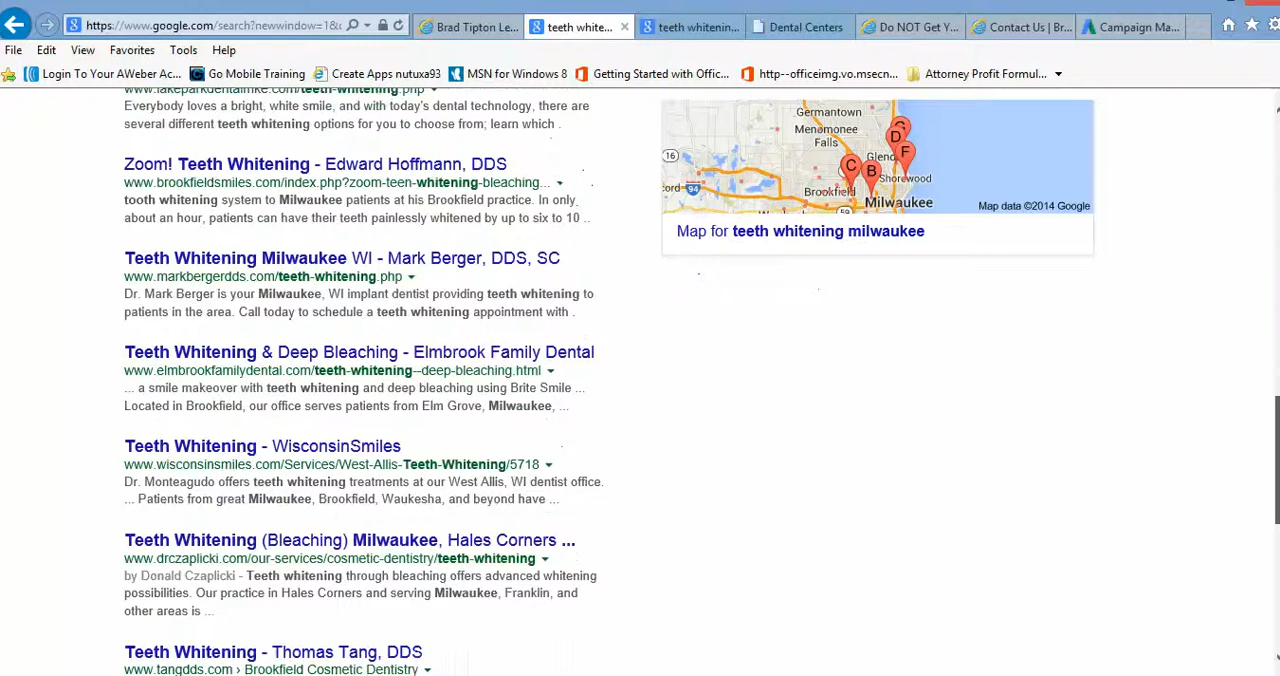 https://www.google.com/search?newwindow=1&
Brad Tipton Le...
teeth white...
teeth whitenin...
Dental Centers
Do NOT Get Y...
Contact Us | Br...
Campaign Ma...
File Edit View Favorites Tools Help
Login To Your AWeber Ac...
Go Mobile Training
Create Apps nutuxa93
MSN for Windows 8
Getting Started with Offic...
http--officeimg.vo.msecn...
Attorney Profit Formul...
www.lakeparkdentalmke.com/teeth-whitening.php
Everybody loves a bright, white smile, and with today's dental technology, there are
several different teeth whitening options for you to choose from; learn which .
Zoom! Teeth Whitening - Edward Hoffmann, DDS
www.brookfieldsmiles.com/index.php?zoom-teen-whitening-bleaching...
tooth whitening system to Milwaukee patients at his Brookfield practice. In only
about an hour, patients can have their teeth painlessly whitened by up to six to 10 ..
Teeth Whitening Milwaukee WI - Mark Berger, DDS, SC
www.markbergerdds.com/teeth-whitening.php
Dr. Mark Berger is your Milwaukee, WI implant dentist providing teeth whitening to
patients in the area. Call today to schedule a teeth whitening appointment with .
Teeth Whitening & Deep Bleaching - Elmbrook Family Dental
www.elmbrookfamilydental.com/teeth-whitening--deep-bleaching.html
... a smile makeover with teeth whitening and deep bleaching using Brite Smile ...
Located in Brookfield, our office serves patients from Elm Grove, Milwaukee, ...
Teeth Whitening - WisconsinSmiles
www.wisconsinsmiles.com/Services/West-Allis-Teeth-Whitening/5718
Dr. Monteagudo offers teeth whitening treatments at our West Allis, WI dentist office.
... Patients from great Milwaukee, Brookfield, Waukesha, and beyond have ...
Teeth Whitening (Bleaching) Milwaukee, Hales Corners ...
www.drczaplicki.com/our-services/cosmetic-dentistry/teeth-whitening
by Donald Czaplicki - Teeth whitening through bleaching offers advanced whitening
possibilities. Our practice in Hales Corners and serving Milwaukee, Franklin, and
other areas is ...
Teeth Whitening - Thomas Tang, DDS
www.tangdds.com › Brookfield Cosmetic Dentistry
Germantown
Menomonee
Falls
G
D
16
Glend
F
C
B
Shorewood
ord
94
Brookfield
Milwaukee
59
Map data ©2014 Google
Map for teeth whitening milwaukee